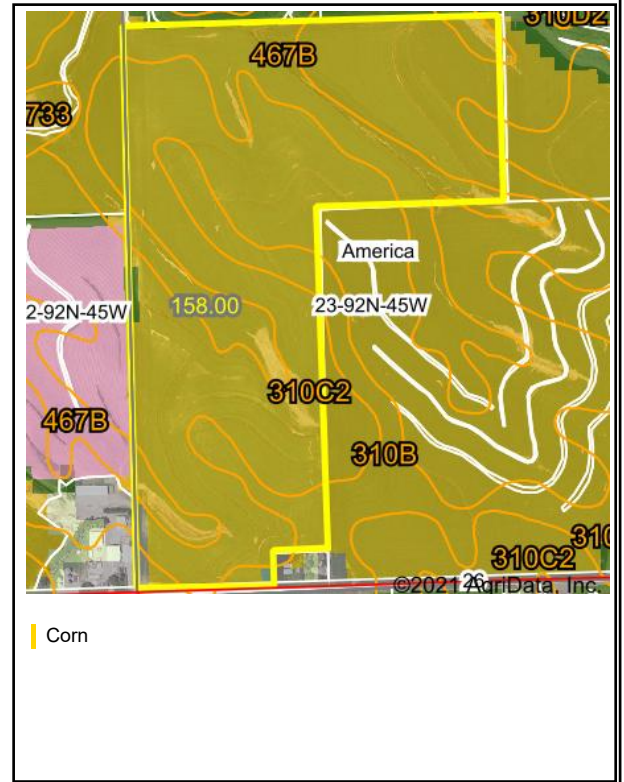 310D2
467B
733
America
158.00
23-92N-45W
2-92N-45W
310C2
467B
310B
310
310C2
26
©2021 AgriData, Inc.
Corn